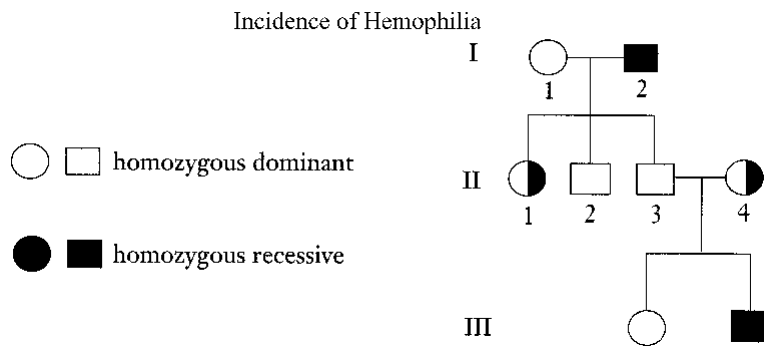 Incidence of Hemophilia
I
1 2
homozygous dominant
II
1 2 3 4
homozygous recessive
III